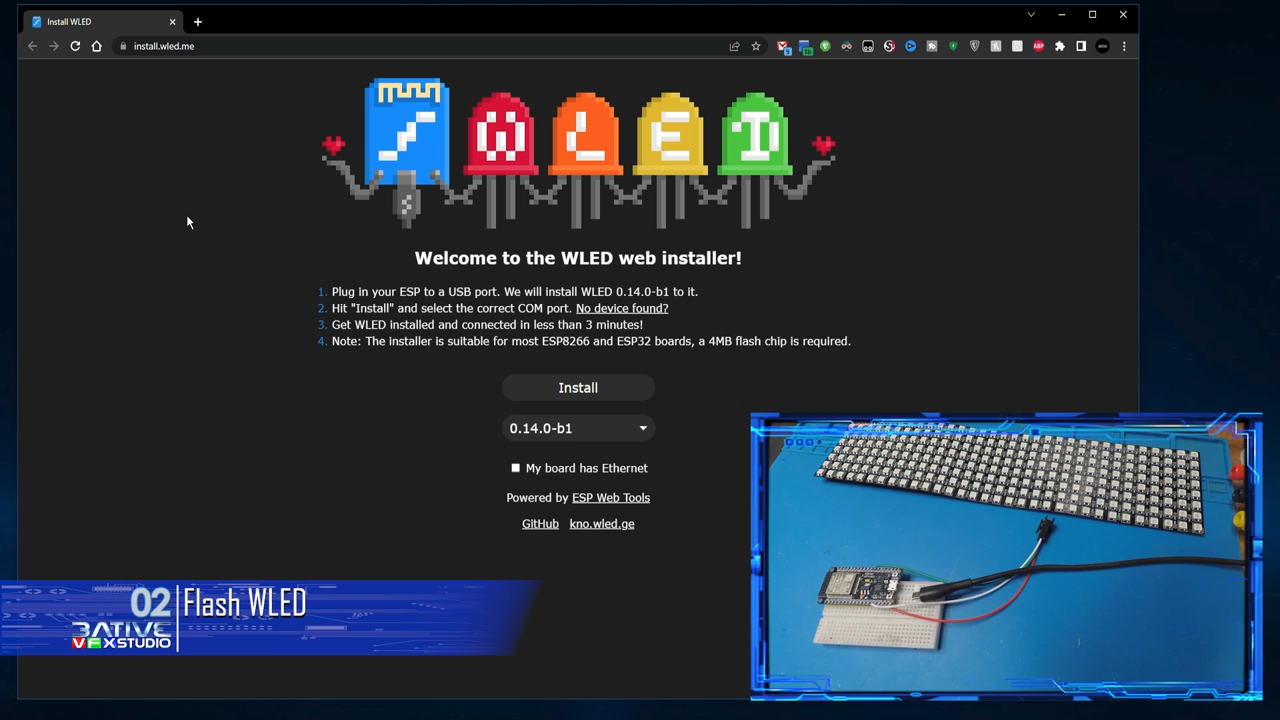 Install WLED
install.wled.me
WLED
Welcome to the WLED web installer!
1. Plug in your ESP to a USB port. We will install WLED 0.14.0-b1 to it.
2. Hit "Install" and select the correct COM port. No device found?
3. Get WLED installed and connected in less than 3 minutes!
4. Note: The installer is suitable for most ESP8266 and ESP32 boards, a 4MB flash chip is required.
Install
0.14.0-b1
My board has Ethernet
Powered by ESP Web Tools
GitHub kno.wled.ge
02 Flash WLED
3ATIVE
VFX STUDIO